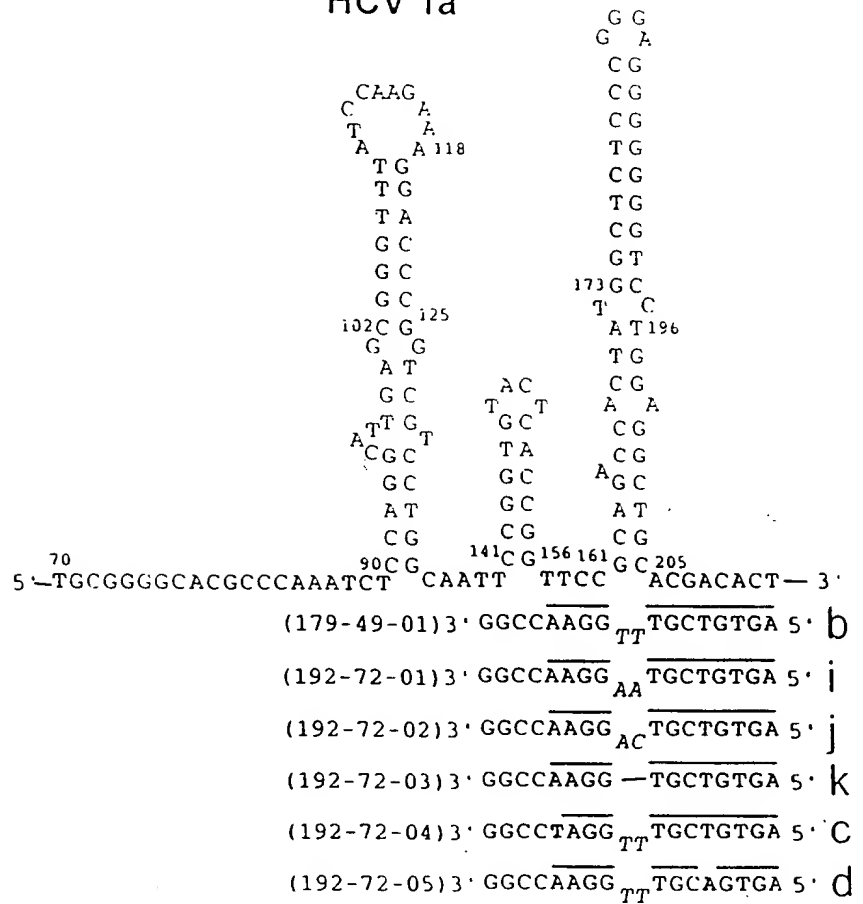 HCV 1a
G G
G A
C G
C G
C G
T G
C G
T G
C G
G T
173 G C
T C
A T 196
T G
C G
A A
C G
C G
A G C
A T
C G
G C 205
C C A A G
T A
A A
A 118
T G
T G
T A
G C
G C
G C
102 C G 125
G G
A T
G C
T T G T
A C G C
G C
A T
C G
90 C G
A C
T T
G C
T A
G C
G C
C G
141 C G 156 161
70
5'—TGCGGGGCACGCCCAAATCT CAATT TTCC ACGACACT— 3'
(179-49-01)3' GGCCAAGG TT TGCTGTGA 5' b
(192-72-01)3' GGCCAAGG AA TGCTGTGA 5' i
(192-72-02)3' GGCCAAGG AC TGCTGTGA 5' j
(192-72-03)3' GGCCAAGG — TGCTGTGA 5' k
(192-72-04)3' GGCCTAGG TT TGCTGTGA 5' c
(192-72-05)3' GGCCAAGG TT TGCAGTGA 5' d